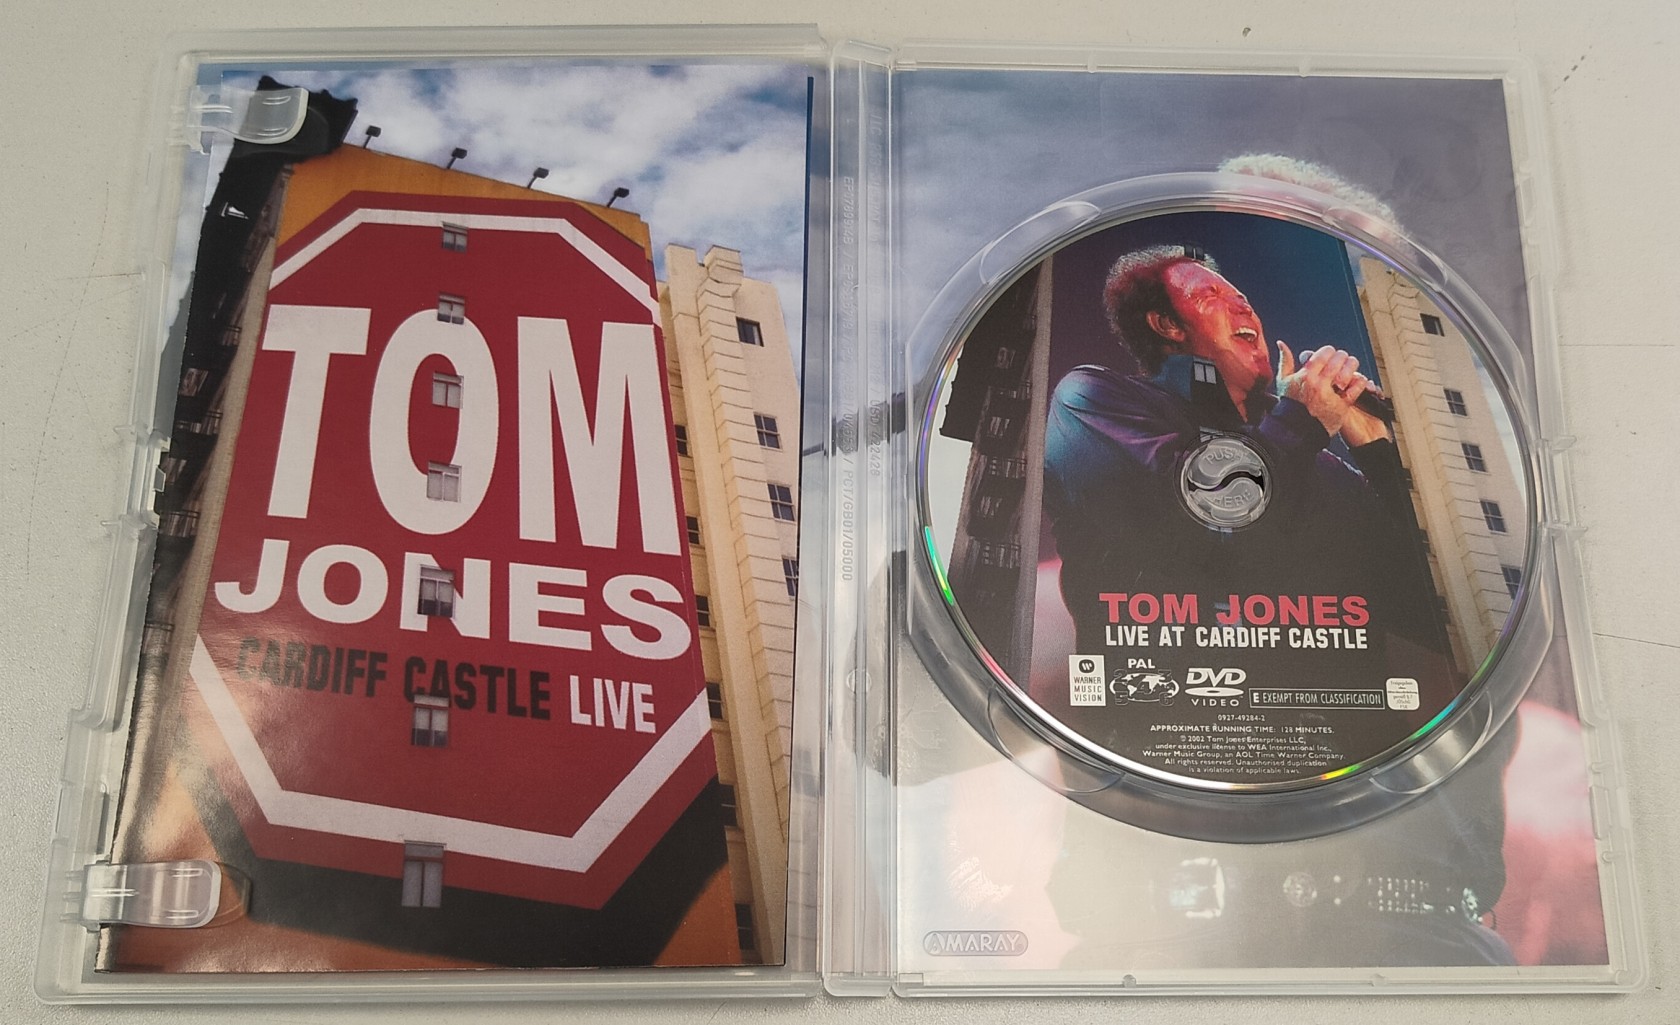 TOM
JONES
CARDIFF CASTLE LIVE
PUSH
HERE
TOM JONES
LIVE AT CARDIFF CASTLE
WARNER
MUSIC
VISION
PAL
DVD
VIDEO
E EXEMPT FROM CLASSIFICATION
0927-49284-2
APPROXIMATE RUNNING TIME: 128 MINUTES.
© 2002 Tom Jones Enterprises LLC,
under exclusive license to WEA International Inc.,
Warner Music Group, an AOL Time Warner Company.
All rights reserved. Unauthorised duplication
is a violation of applicable laws.
AMARAY